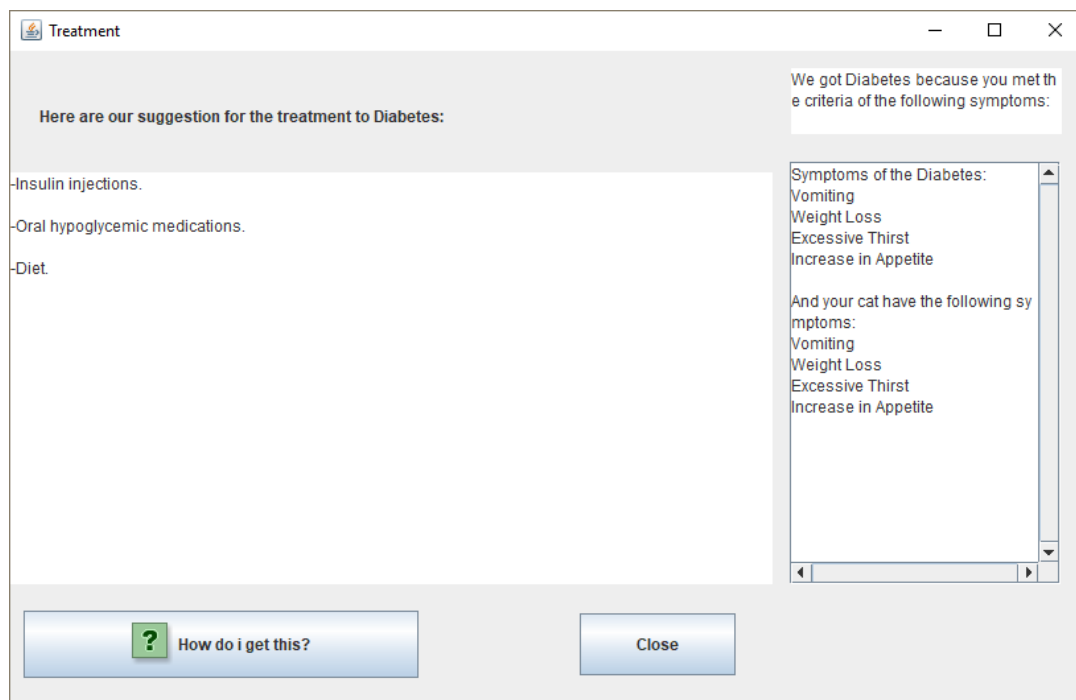 Treatment
Here are our suggestion for the treatment to Diabetes:
-Insulin injections.
-Oral hypoglycemic medications.
-Diet.
We got Diabetes because you met th
e criteria of the following symptoms:
Symptoms of the Diabetes:
Vomiting
Weight Loss
Excessive Thirst
Increase in Appetite
And your cat have the following sy
mptoms:
Vomiting
Weight Loss
Excessive Thirst
Increase in Appetite
? How do i get this?
Close